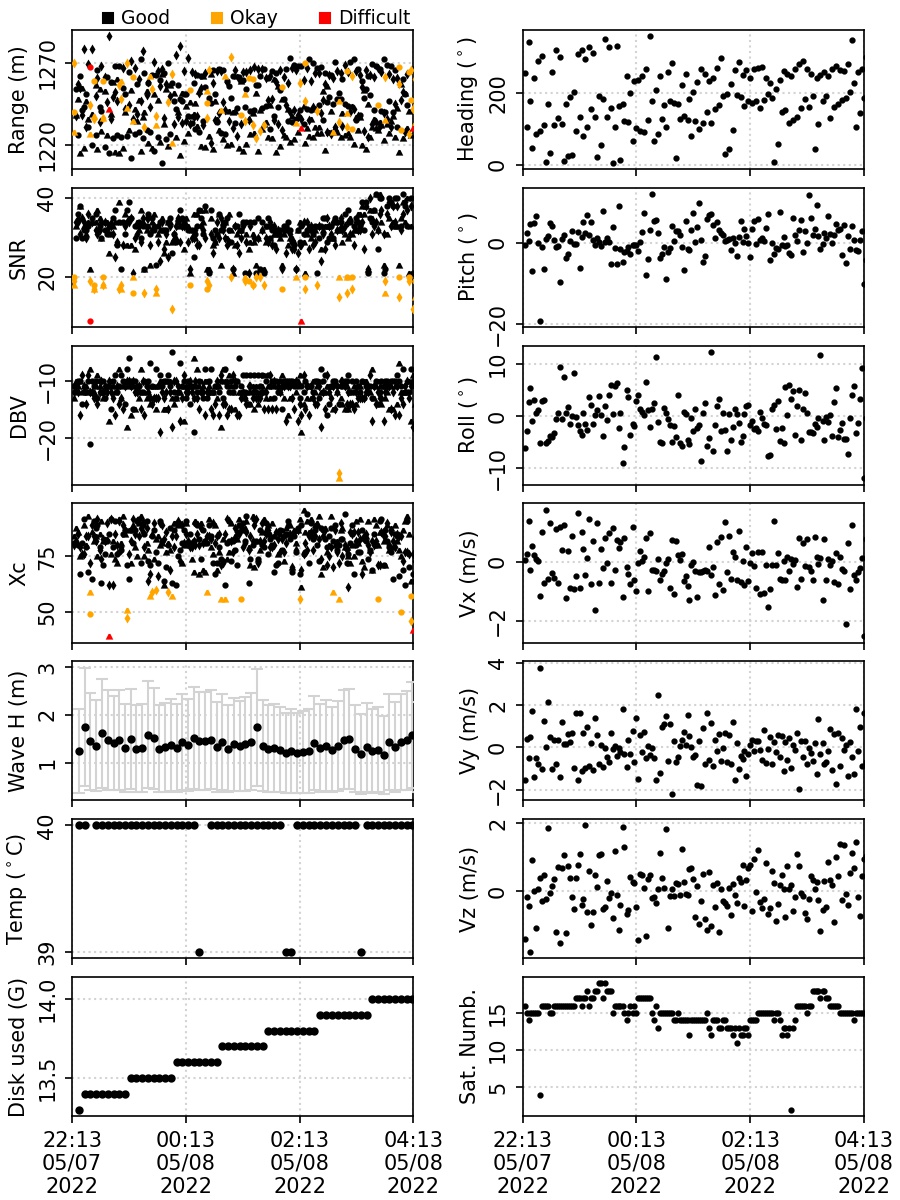 Good Okay Difficult
Range (m)
1270
1220
Heading (°)
200
0
SNR
40
20
Pitch (°)
0
−20
DBV
−10
−20
Roll (°)
10
0
−10
Xc
75
50
Vx (m/s)
0
−2
Wave H (m)
3
2
1
Vy (m/s)
4
2
0
−2
Temp (°C)
40
39
Vz (m/s)
2
0
Disk used (G)
14.0
13.5
Sat. Numb.
15
10
5
22:13 00:13 02:13 04:13
05/07 05/08 05/08 05/08
2022 2022 2022 2022
22:13 00:13 02:13 04:13
05/07 05/08 05/08 05/08
2022 2022 2022 2022